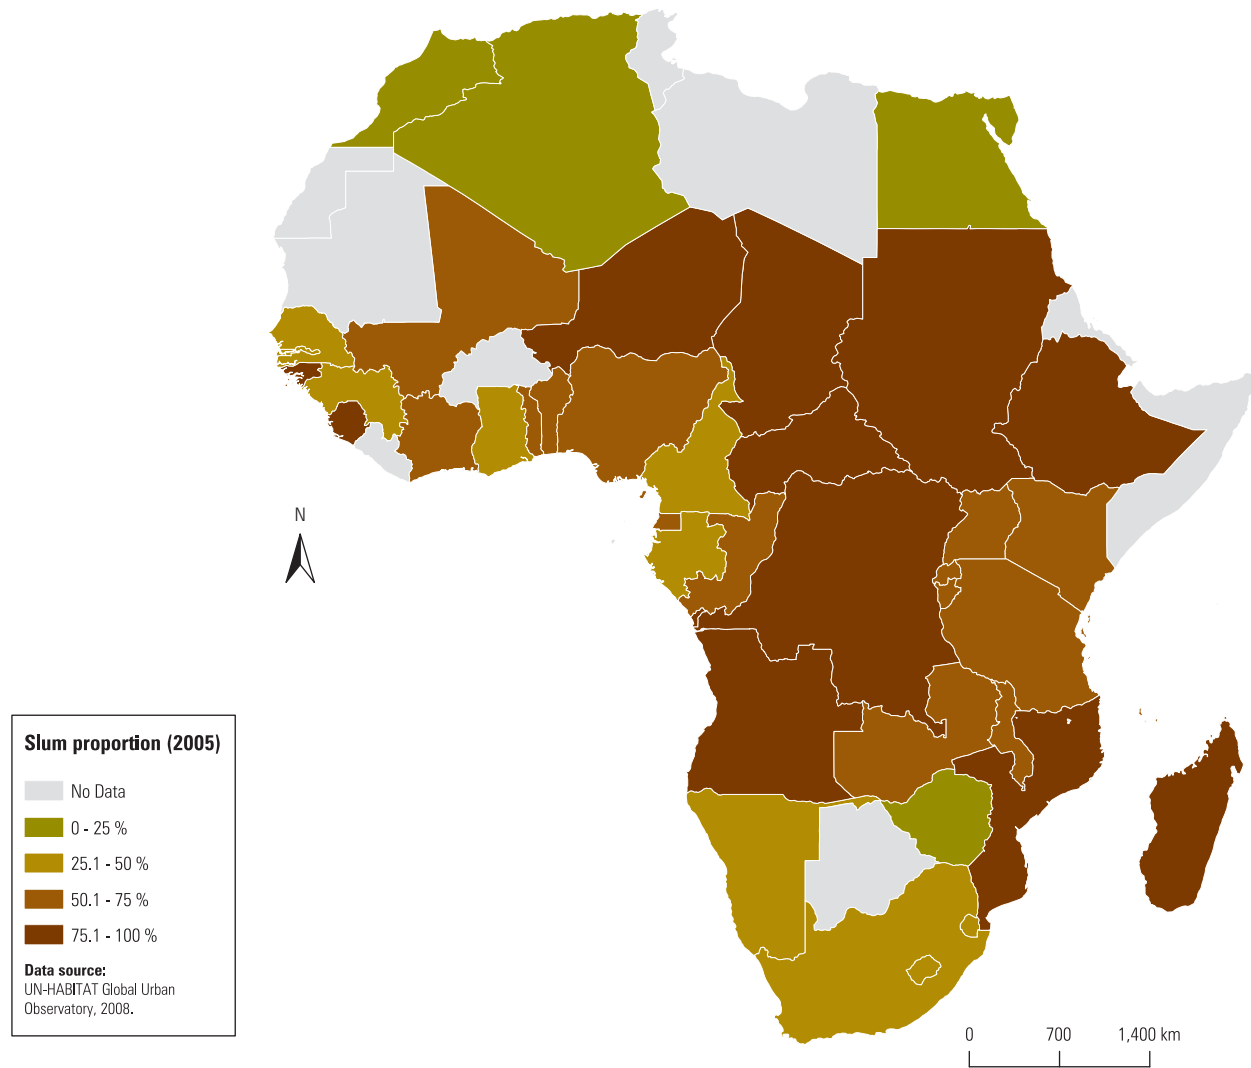 N
Slum proportion (2005)
No Data
0 - 25 %
25.1 - 50 %
50.1 - 75 %
75.1 - 100 %
Data source:
UN-HABITAT Global Urban
Observatory, 2008.
0 700 1,400 km